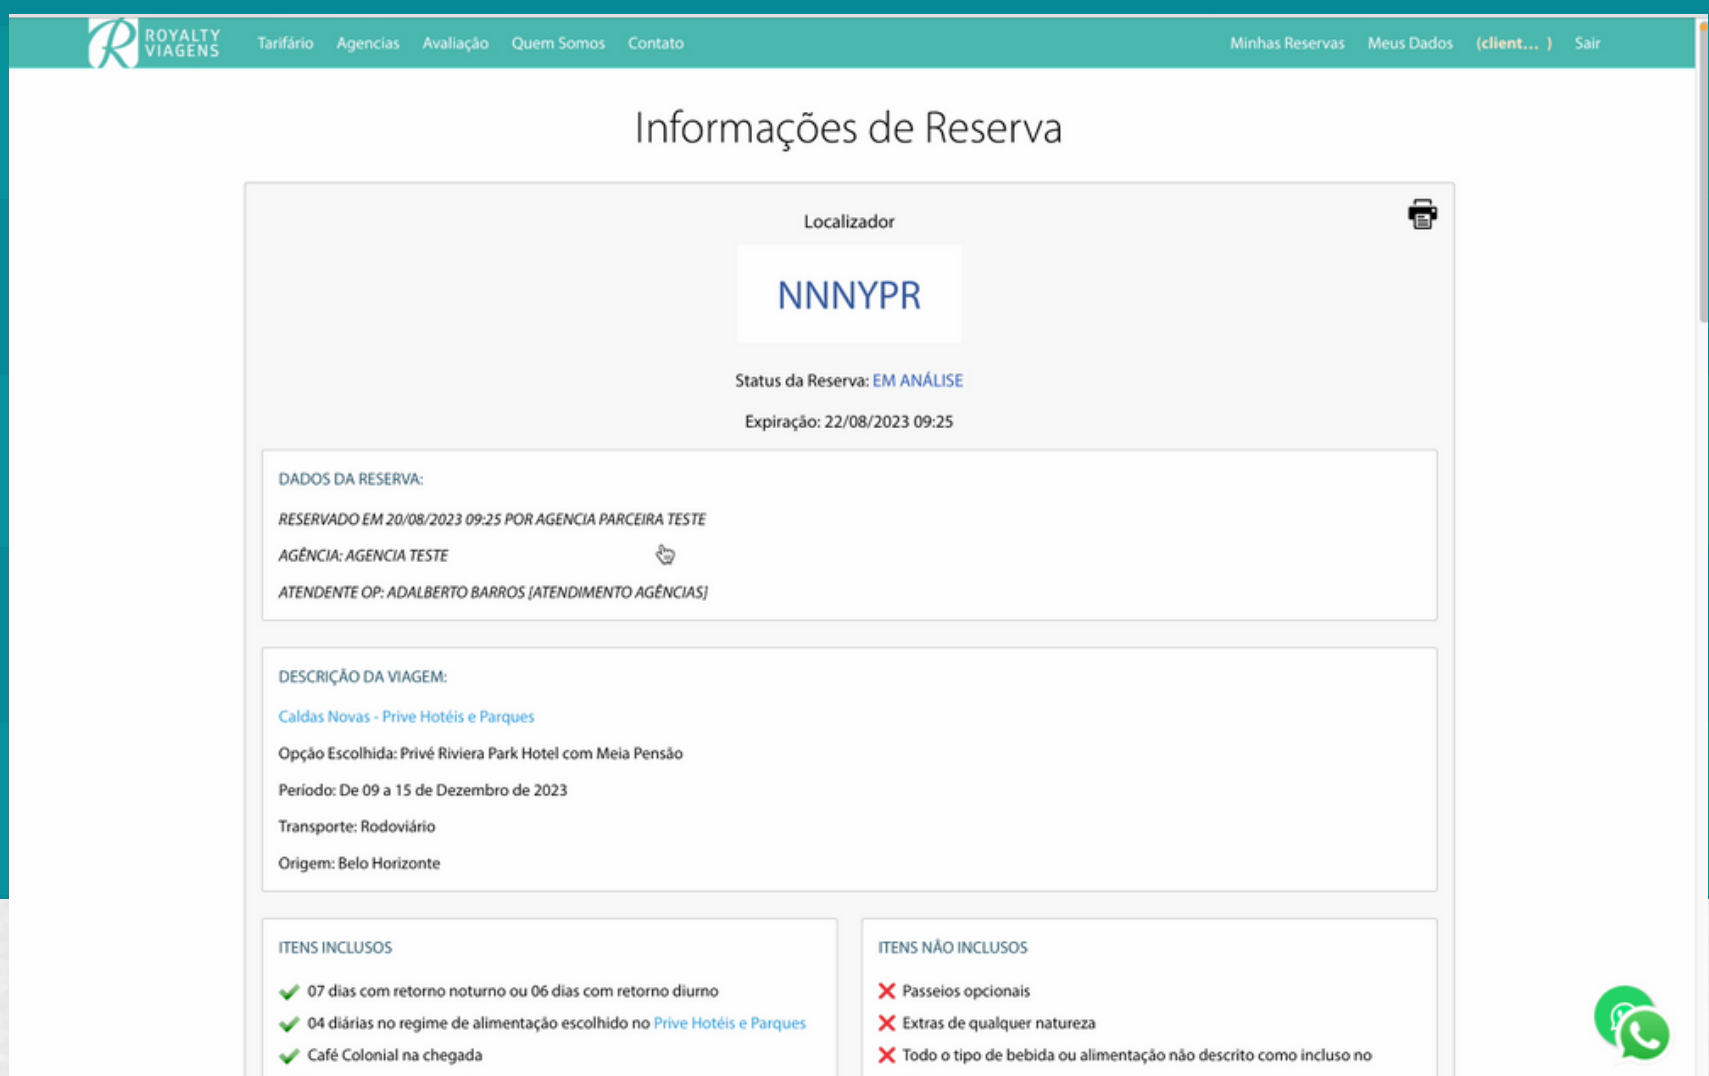 ROYALTY
VIAGENS
Tarifário Agencias Avaliação Quem Somos Contato Minhas Reservas Meus Dados (client... ) Sair
Informações de Reserva
Localizador
NNNYPR
Status da Reserva: EM ANÁLISE
Expiração: 22/08/2023 09:25
DADOS DA RESERVA:
RESERVADO EM 20/08/2023 09:25 POR AGENCIA PARCEIRA TESTE
AGÊNCIA: AGENCIA TESTE
ATENDENTE OP: ADALBERTO BARROS [ATENDIMENTO AGÊNCIAS]
DESCRIÇÃO DA VIAGEM:
Caldas Novas - Prive Hotéis e Parques
Opção Escolhida: Privé Riviera Park Hotel com Meia Pensão
Período: De 09 a 15 de Dezembro de 2023
Transporte: Rodoviário
Origem: Belo Horizonte
ITENS INCLUSOS
07 dias com retorno noturno ou 06 dias com retorno diurno
04 diárias no regime de alimentação escolhido no Prive Hotéis e Parques
Café Colonial na chegada
ITENS NÃO INCLUSOS
Passeios opcionais
Extras de qualquer natureza
Todo o tipo de bebida ou alimentação não descrito como incluso no